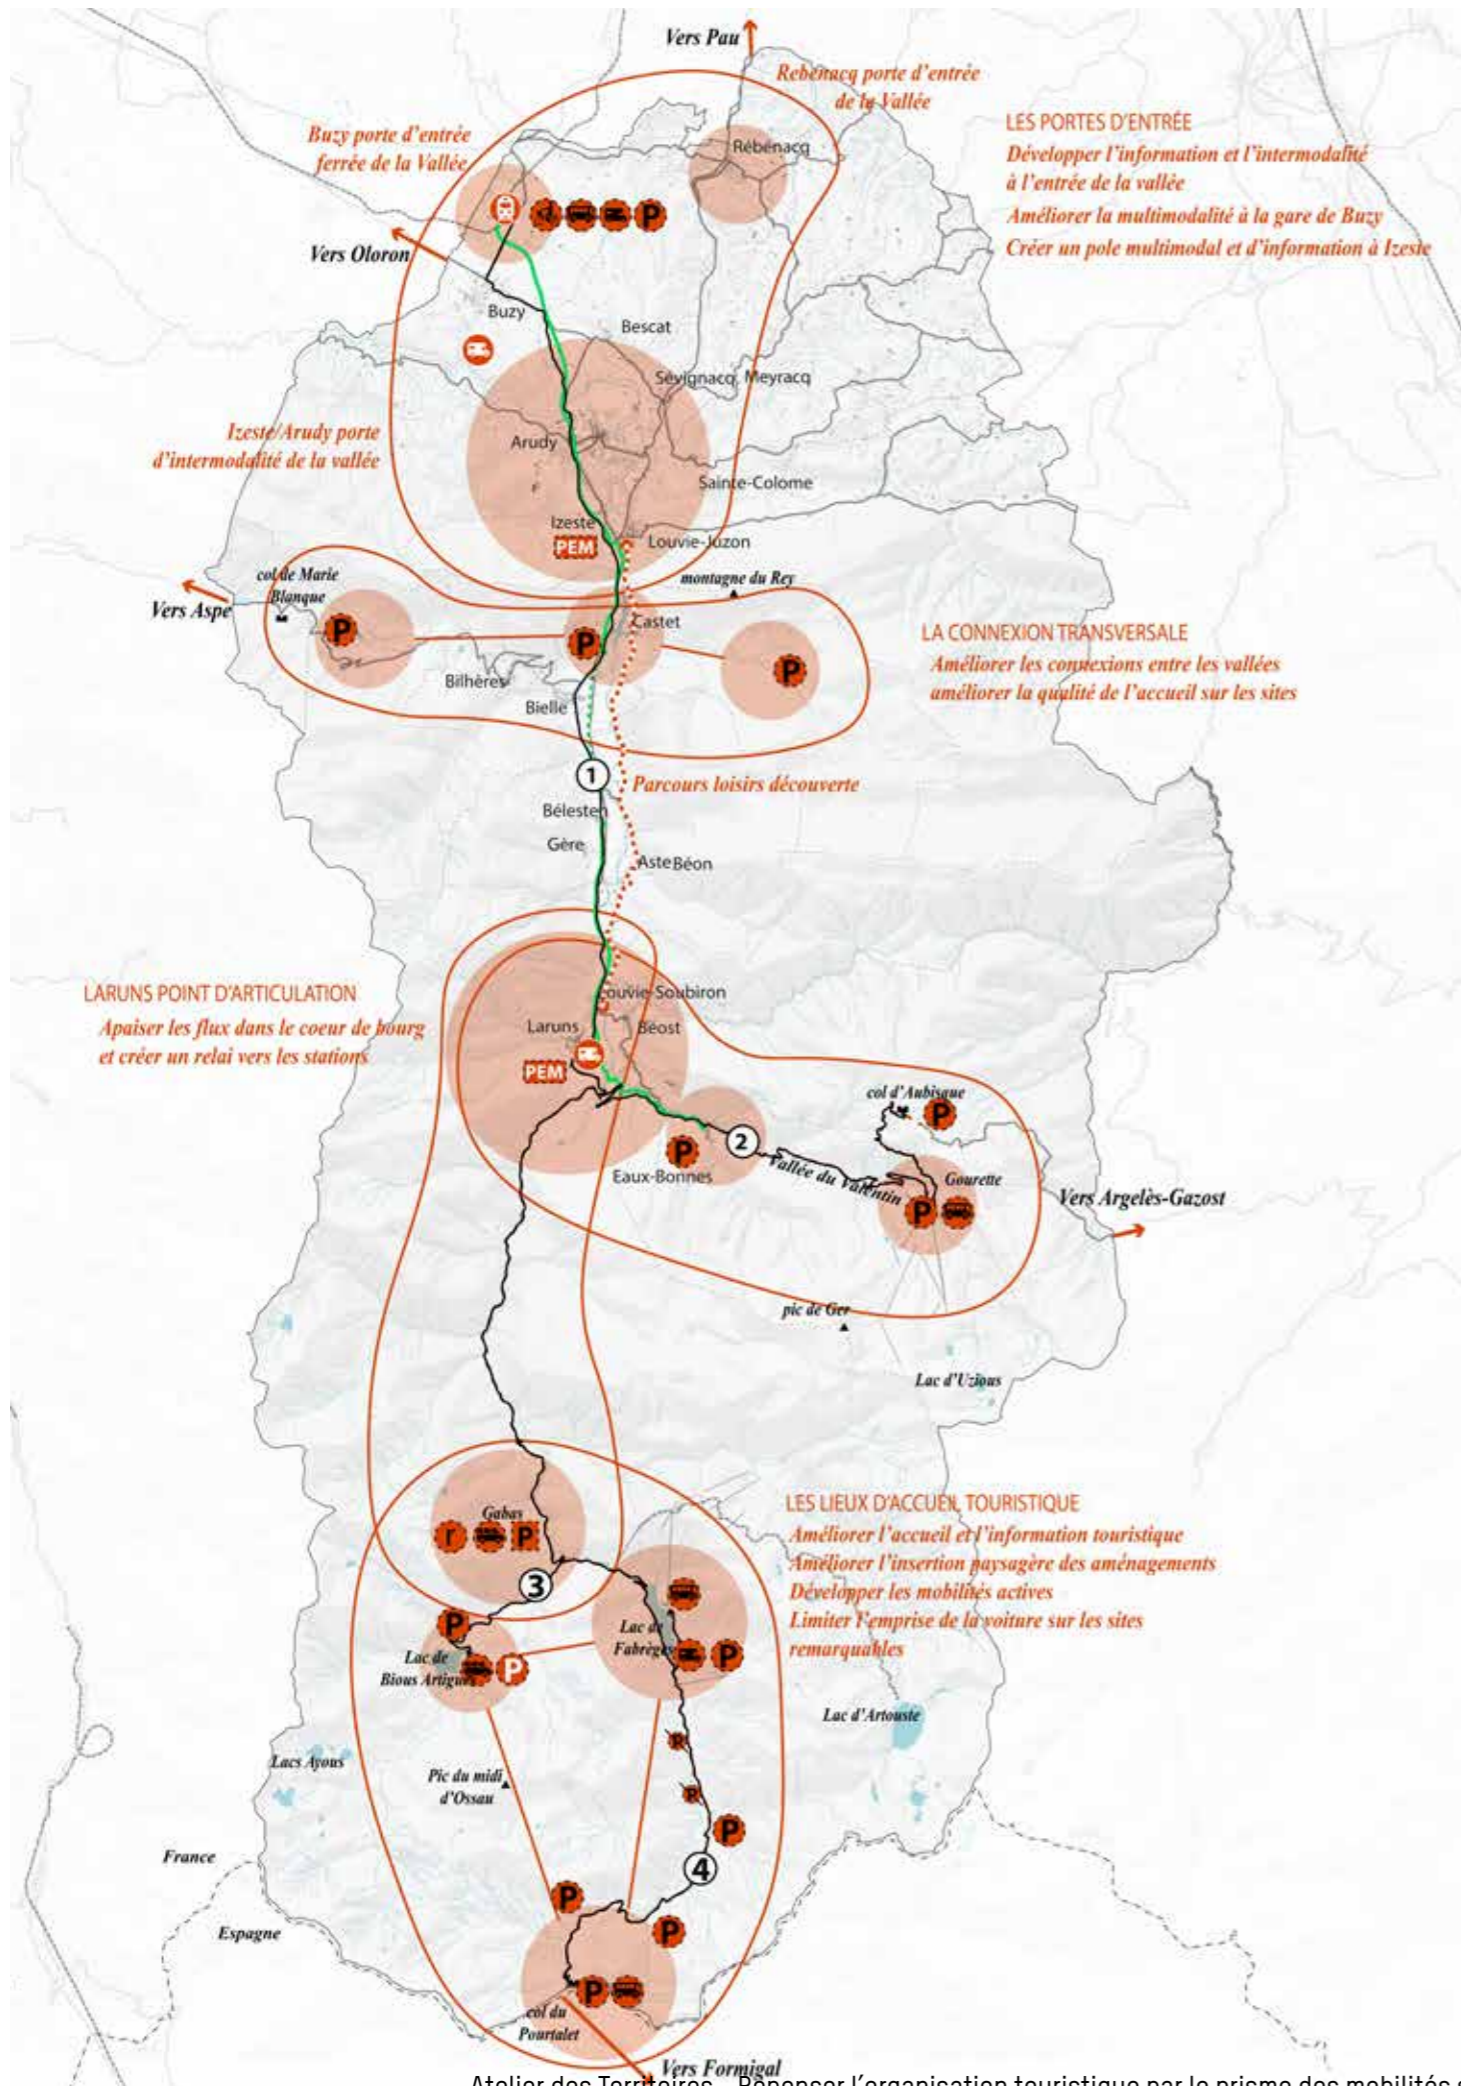 Vers Pau
Rébénacq porte d'entrée
de la Vallée
Buzy porte d'entrée
ferrée de la Vallée
LES PORTES D'ENTRÉE
Développer l'information et l'intermodalité
à l'entrée de la vallée
Améliorer la multimodalité à la gare de Buzy
Créer un pole multimodal et d'information à Izeste
Rébénacq
P
Vers Oloron
Buzy
Bescat
Sévignacq Meyracq
Izeste/Arudy porte
d'intermodalité de la vallée
Arudy
Sainte-Colome
Izeste
PEM
Louvie-Juzon
montagne du Rey
col de Marie
Blanque
Vers Aspe
P
P
Castet
P
LA CONNEXION TRANSVERSALE
Améliorer les connexions entre les vallées
améliorer la qualité de l'accueil sur les sites
Bilhères
Bielle
1
Parcours loisirs découverte
Bélesten
Gère
Aste Béon
LARUNS POINT D'ARTICULATION
Apaiser les flux dans le coeur de bourg
et créer un relai vers les stations
Louvie-Soubiron
Laruns
Béost
PEM
col d'Aubisque
P
2
P
Eaux-Bonnes
Vallée du Valentin
Gourette
P
Vers Argelès-Gazost
pic de Ger
Lac d'Uzious
Gabas
r
P
3
LES LIEUX D'ACCUEIL TOURISTIQUE
Améliorer l'accueil et l'information touristique
Améliorer l'insertion paysagère des aménagements
Développer les mobilités actives
Limiter l'emprise de la voiture sur les sites
remarquables
P
Lac de
Fabrèges
P
Lac de
Bious Artigues
P
Lac d'Artouste
R
Lacs Ayous
Pic du midi
d'Ossau
R
P
France
4
P
Espagne
P
P
col du
Pourtalet
Vers Formigal